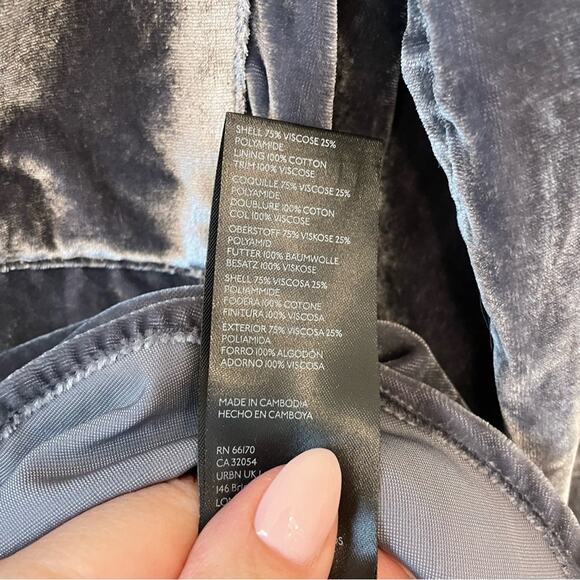 SHELL 75% VISCOSE 25%
POLYAMIDE
LINING 100% COTTON
TRIM 100% VISCOSE
COQUILLE 75% VISCOSE 25%
POLYAMIDE
DOUBLURE 100% COTON
COL 100% VISCOSE
OBERSTOFF 75% VISKOSE 25%
POLYAMID
FUTTER 100% BAUMWOLLE
BESATZ 100% VISKOSE
SHELL 75% VISCOSA 25%
POLIAMMIDE
FODERA 100% COTONE
FINITURA 100% VISCOSA
EXTERIOR 75% VISCOSA 25%
POLIAMIDA
FORRO 100% ALGODÓN
ADORNO 100% VISCOSA
MADE IN CAMBODIA
HECHO EN CAMBOYA
RN 66170
CA 32054
URBN UK
146